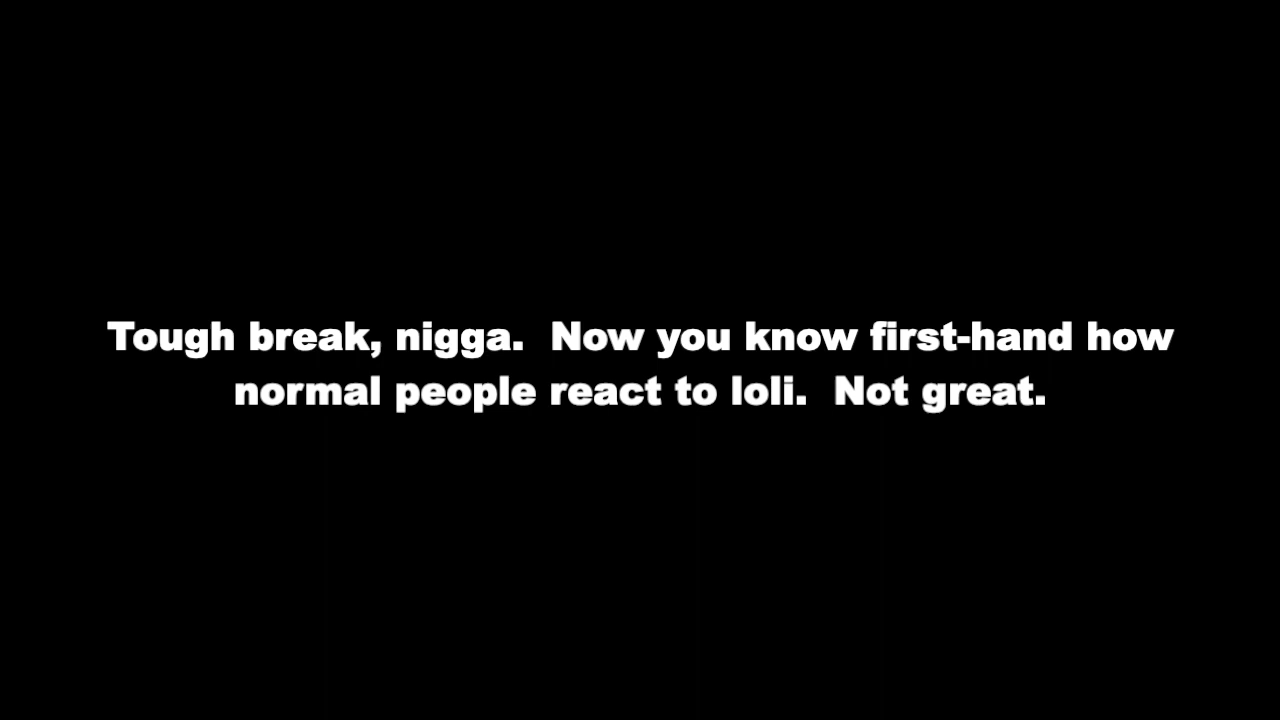 Tough break, nigga.  Now you know first-hand how
normal people react to loli.  Not great.